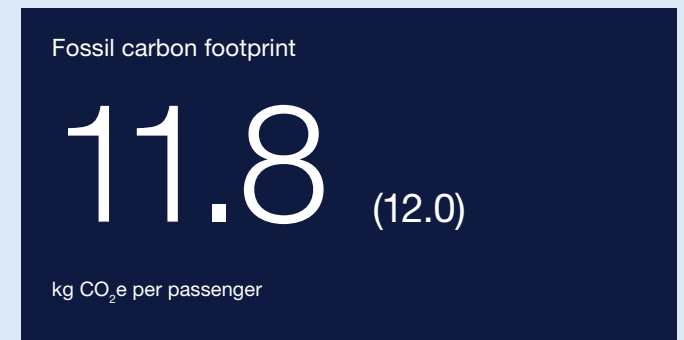 Fossil carbon footprint
11.8 (12.0)
kg CO₂e per passenger